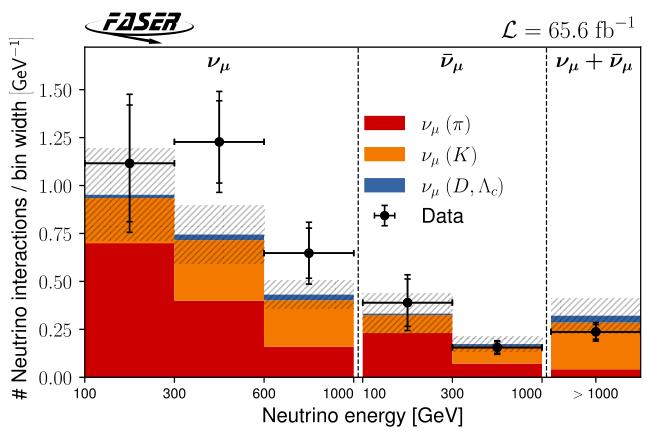 FASER
ℒ = 65.6 fb⁻¹
# Neutrino interactions / bin width [GeV⁻¹]
ν_μ
ν̄_μ
ν_μ + ν̄_μ
1.50
1.25
1.00
0.75
0.50
0.25
0.00
ν_μ (π)
ν_μ (K)
ν_μ (D, Λ_c)
Data
100 300 600 1000 100 300 1000 > 1000
Neutrino energy [GeV]